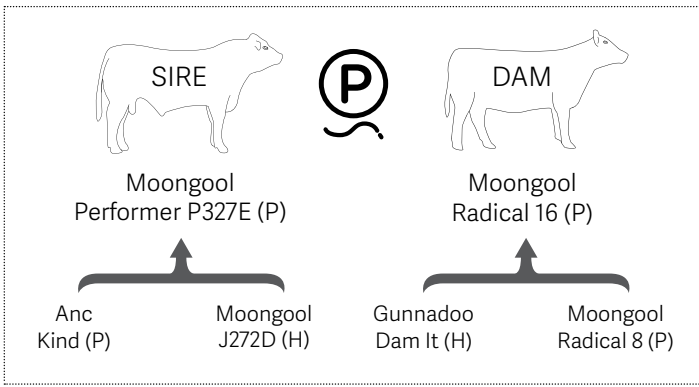 SIRE
P
DAM
Moongool
Performer P327E (P)
Moongool
Radical 16 (P)
Anc
Kind (P)
Moongool
J272D (H)
Gunnadoo
Dam It (H)
Moongool
Radical 8 (P)